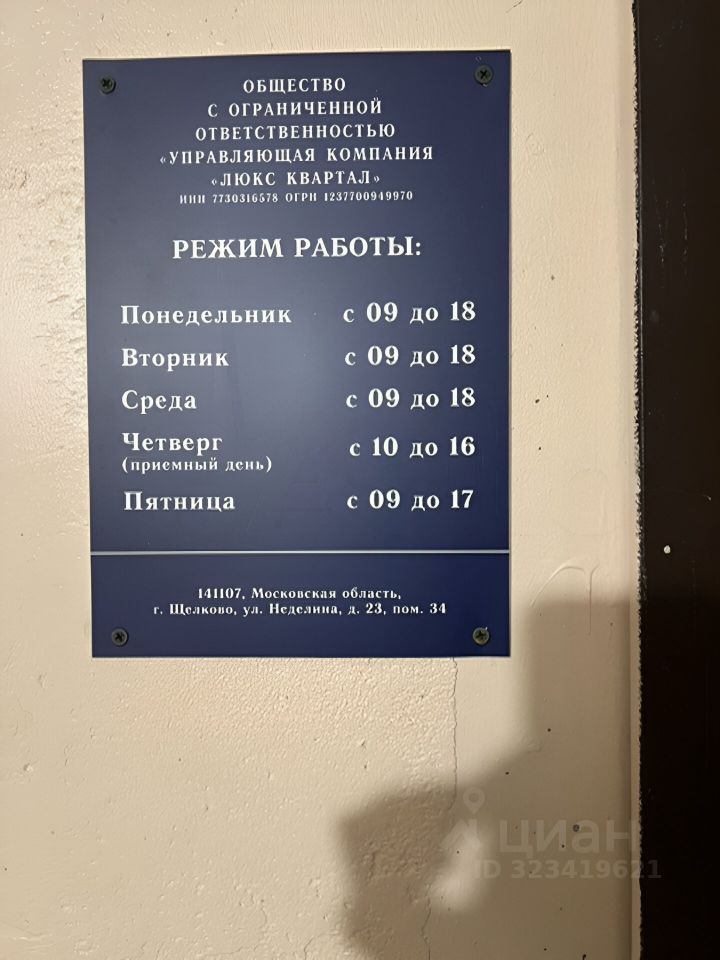 ОБЩЕСТВО
С ОГРАНИЧЕННОЙ
ОТВЕТСТВЕННОСТЬЮ
«УПРАВЛЯЮЩАЯ КОМПАНИЯ
«ЛЮКС КВАРТАЛ»
ИНН 7730316578 ОГРН 1237700949970
РЕЖИМ РАБОТЫ:
Понедельник с 09 до 18
Вторник с 09 до 18
Среда с 09 до 18
Четверг с 10 до 16
(приемный день)
Пятница с 09 до 17
141107, Московская область,
г. Щелково, ул. Неделина, д. 23, пом. 34
циан
ID 323419621